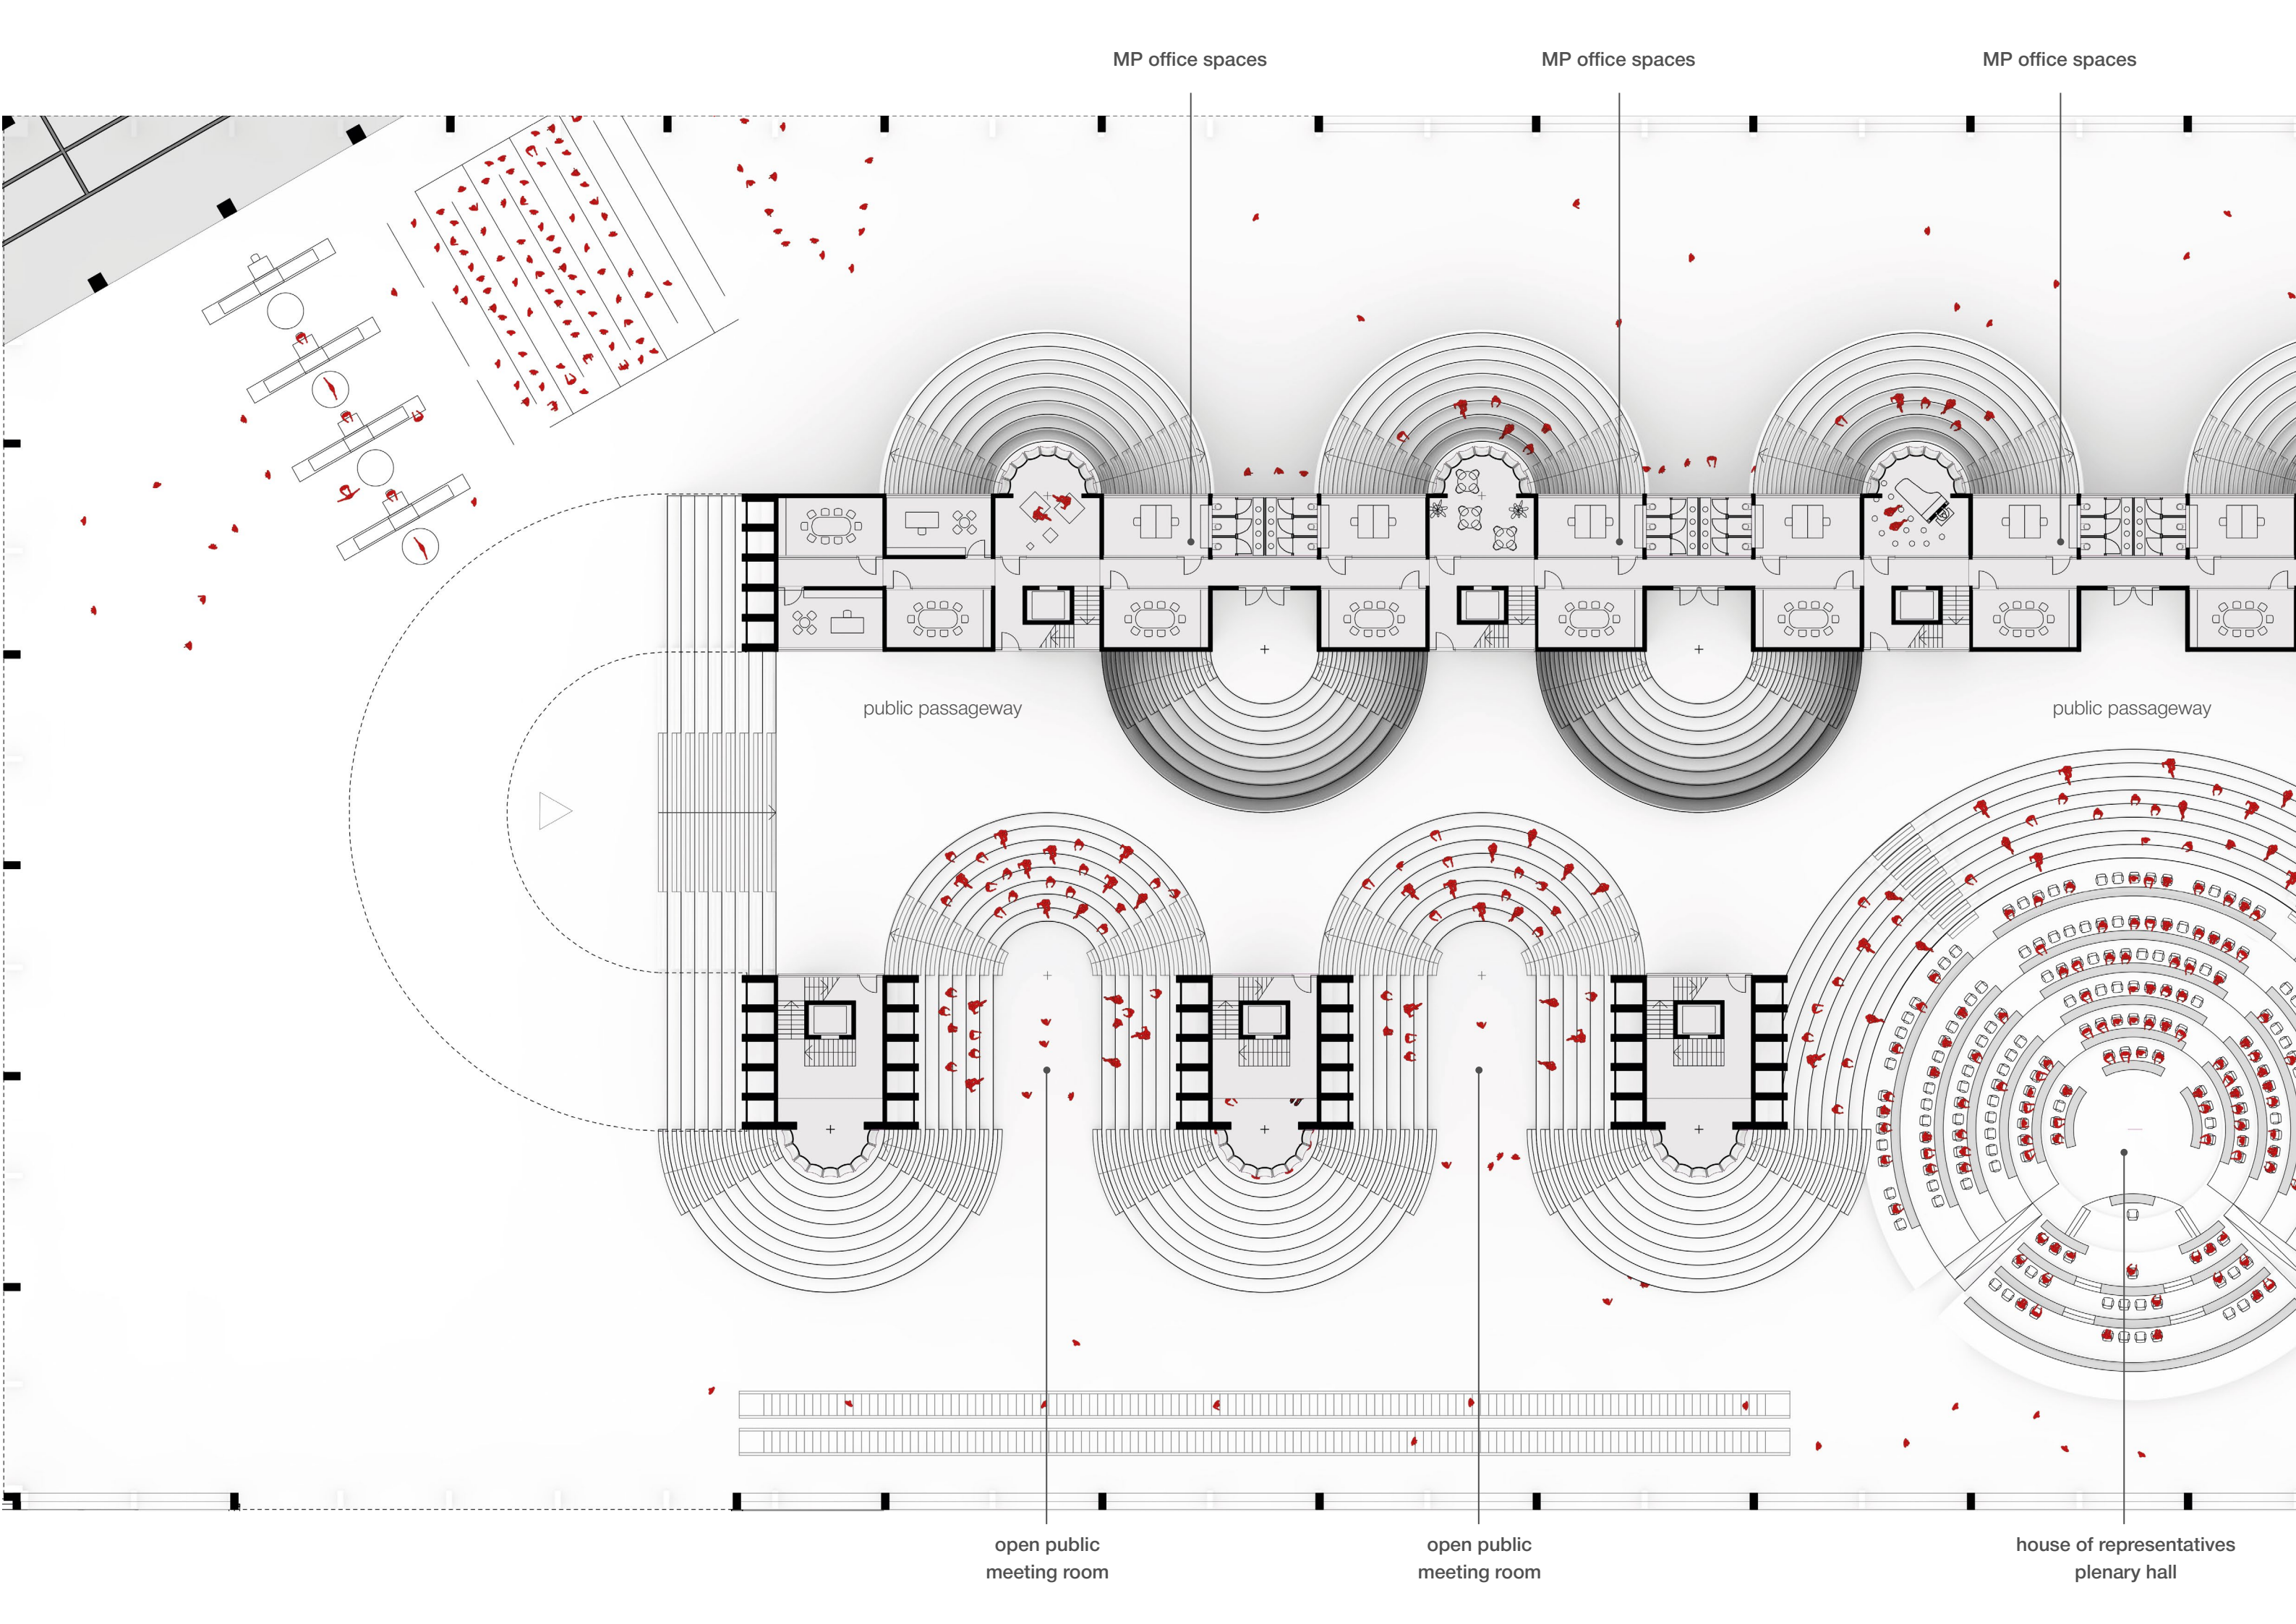 MP office spaces
MP office spaces
MP office spaces
public passageway
public passageway
open public
meeting room
open public
meeting room
house of representatives
plenary hall